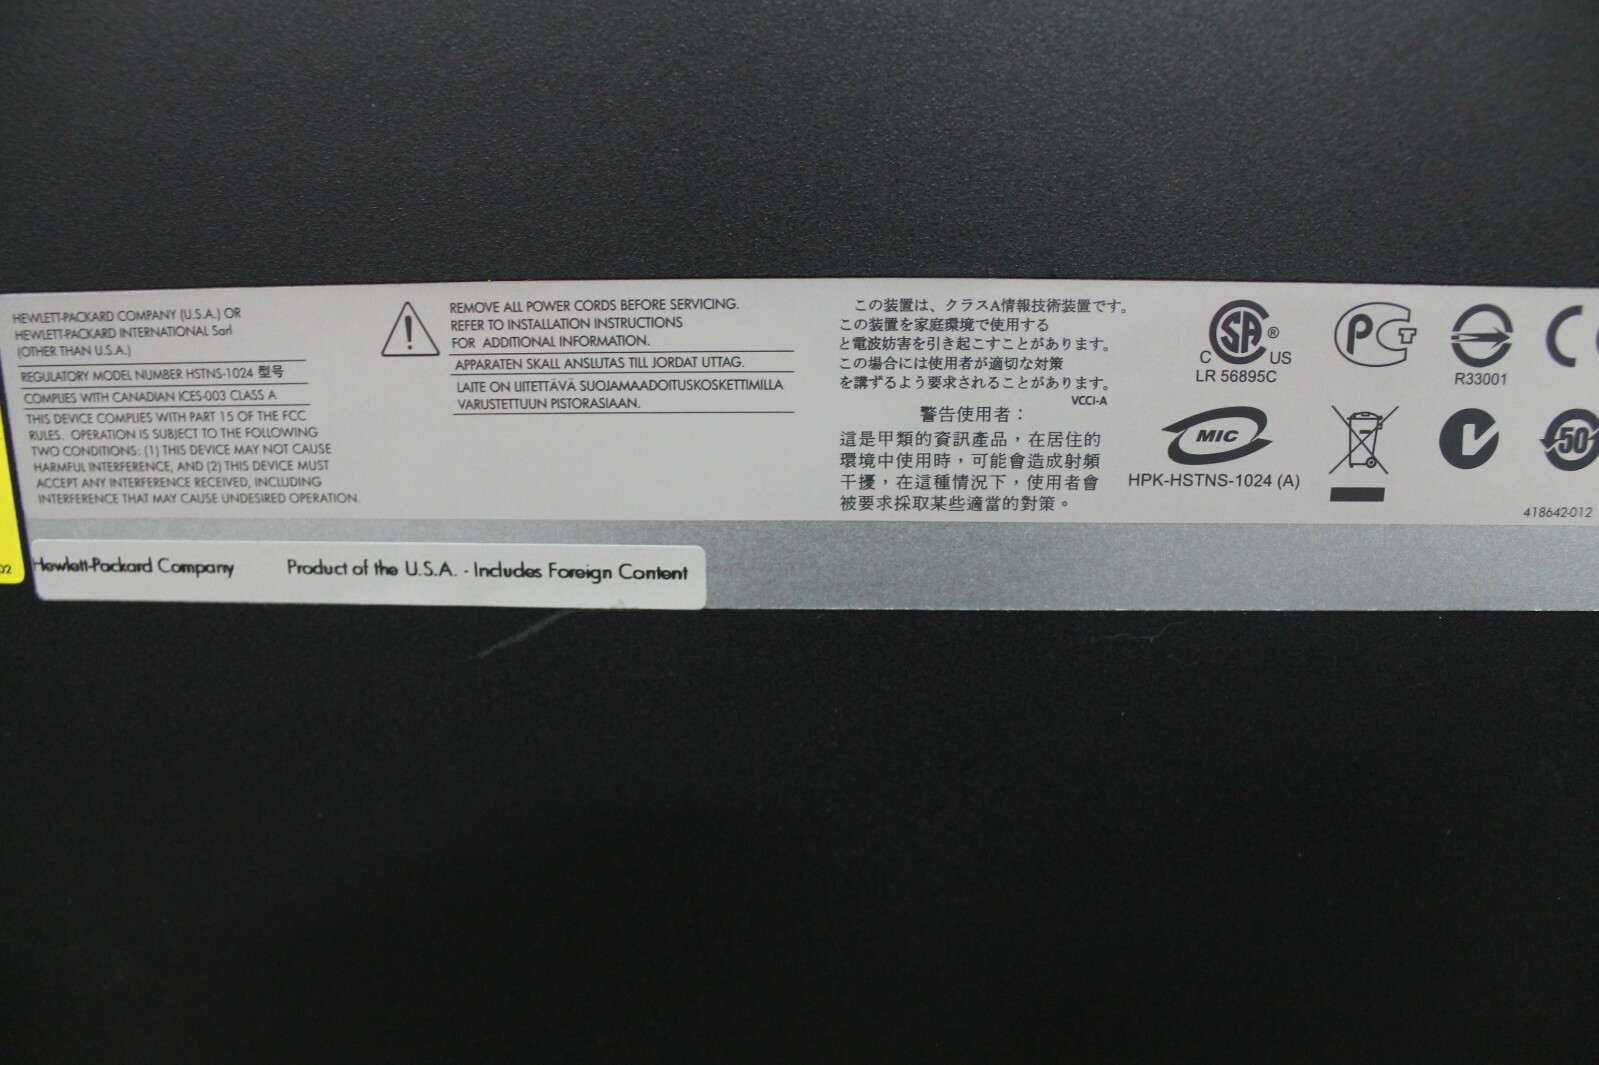 HEWLETT-PACKARD COMPANY (U.S.A.) OR
HEWLETT-PACKARD INTERNATIONAL Sarl
(OTHER THAN U.S.A.)
REGULATORY MODEL NUMBER HSTNS-1024 型号
COMPLIES WITH CANADIAN ICES-003 CLASS A
THIS DEVICE COMPLIES WITH PART 15 OF THE FCC
RULES. OPERATION IS SUBJECT TO THE FOLLOWING
TWO CONDITIONS: (1) THIS DEVICE MAY NOT CAUSE
HARMFUL INTERFERENCE, AND (2) THIS DEVICE MUST
ACCEPT ANY INTERFERENCE RECEIVED, INCLUDING
INTERFERENCE THAT MAY CAUSE UNDESIRED OPERATION.
REMOVE ALL POWER CORDS BEFORE SERVICING.
REFER TO INSTALLATION INSTRUCTIONS
FOR ADDITIONAL INFORMATION.
APPARATEN SKALL ANSLUTAS TILL JORDAT UTTAG.
LAITE ON LIITETTÄVÄ SUOJAMAADOITUSKOSKETTIMILLA
VARUSTETTUUN PISTORASIAAN.
この装置は、クラスA情報技術装置です。
この装置を家庭環境で使用する
と電波妨害を引き起こすことがあります。
この場合には使用者が適切な対策
を講ずるよう要求されることがあります。
VCCI-A
警告使用者：
這是甲類的資訊產品，在居住的
環境中使用時，可能會造成射頻
干擾，在這種情況下，使用者會
被要求採取某些適當的對策。
SA ®
C US
LR 56895C
R33001
MIC
HPK-HSTNS-1024 (A)
50
418642-012
02
Hewlett-Packard Company
Product of the U.S.A. - Includes Foreign Content